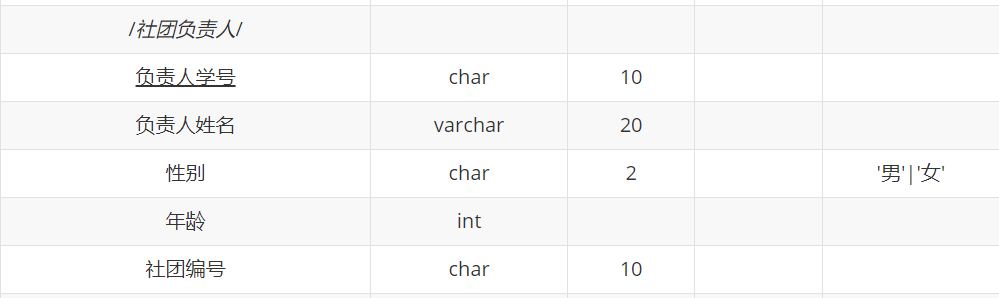 /社团负责人/
负责人学号 char 10
负责人姓名 varchar 20
性别 char 2 '男'|'女'
年龄 int
社团编号 char 10